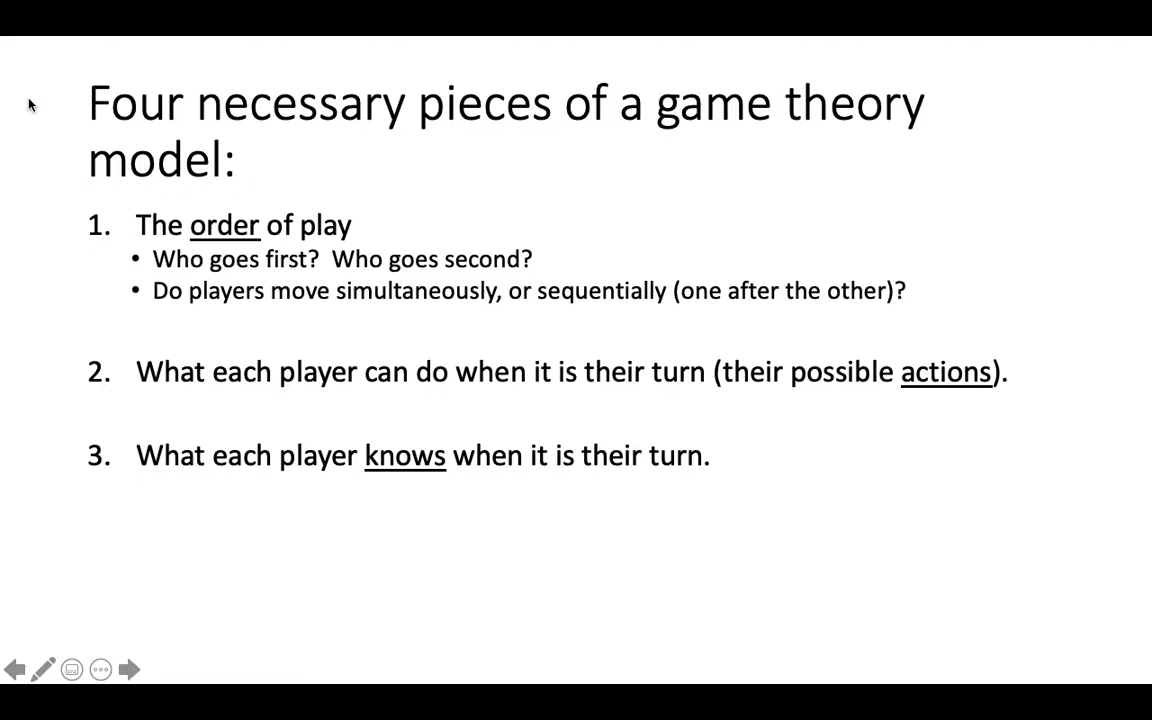 Four necessary pieces of a game theory
model:
1. The order of play
• Who goes first? Who goes second?
• Do players move simultaneously, or sequentially (one after the other)?
2. What each player can do when it is their turn (their possible actions).
3. What each player knows when it is their turn.